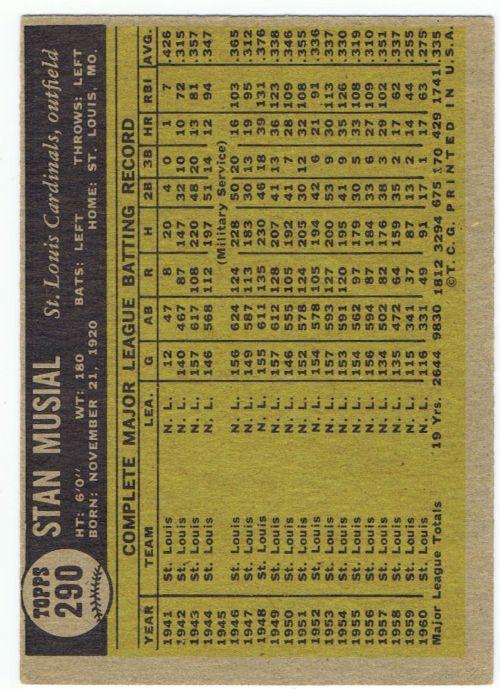 TOPPS
290
STAN MUSIAL St. Louis Cardinals, outfield
HT: 6'0" WT: 180 BATS: LEFT THROWS: LEFT
BORN: NOVEMBER 21, 1920 HOME: ST. LOUIS, MO.
COMPLETE MAJOR LEAGUE BATTING RECORD
YEAR TEAM LEA. G AB R H 2B 3B HR RBI AVG.
1941 St. Louis N. L. 12 47 8 20 4 0 1 7 .426
1942 St. Louis N. L. 140 467 87 147 32 10 10 72 .315
1943 St. Louis N. L. 157 617 108 220 48 20 13 81 .357
1944 St. Louis N. L. 146 568 112 197 51 14 12 94 .347
1945 (Military Service)
1946 St. Louis N. L. 156 624 124 228 50 20 16 103 .365
1947 St. Louis N. L. 149 587 113 183 30 13 19 95 .312
1948 St. Louis N. L. 155 611 135 230 46 18 39 131 .376
1949 St. Louis N. L. 157 612 128 207 41 13 36 123 .338
1950 St. Louis N. L. 146 555 105 192 41 7 28 109 .346
1951 St. Louis N. L. 152 578 124 205 30 12 32 108 .355
1952 St. Louis N. L. 154 578 105 194 42 6 21 91 .336
1953 St. Louis N. L. 157 593 127 200 53 9 30 113 .337
1954 St. Louis N. L. 153 591 120 195 41 9 35 126 .330
1955 St. Louis N. L. 154 562 97 179 30 5 33 108 .319
1956 St. Louis N. L. 156 594 87 184 33 6 27 109 .310
1957 St. Louis N. L. 134 502 82 176 38 3 29 102 .351
1958 St. Louis N. L. 135 472 64 159 35 2 17 62 .337
1959 St. Louis N. L. 115 341 37 87 13 2 14 44 .255
1960 St. Louis N. L. 116 331 49 91 17 1 17 63 .275
Major League Totals 19 Yrs. 2644 9830 1812 3294 675 170 429 1741 .335
©T.C.G. PRINTED IN U.S.A.